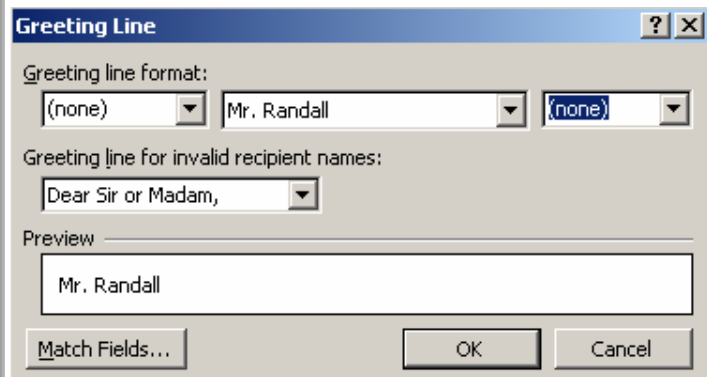 Greeting Line ? X
Greeting line format:
(none) Mr. Randall (none)
Greeting line for invalid recipient names:
Dear Sir or Madam,
Preview
Mr. Randall
Match Fields... OK Cancel